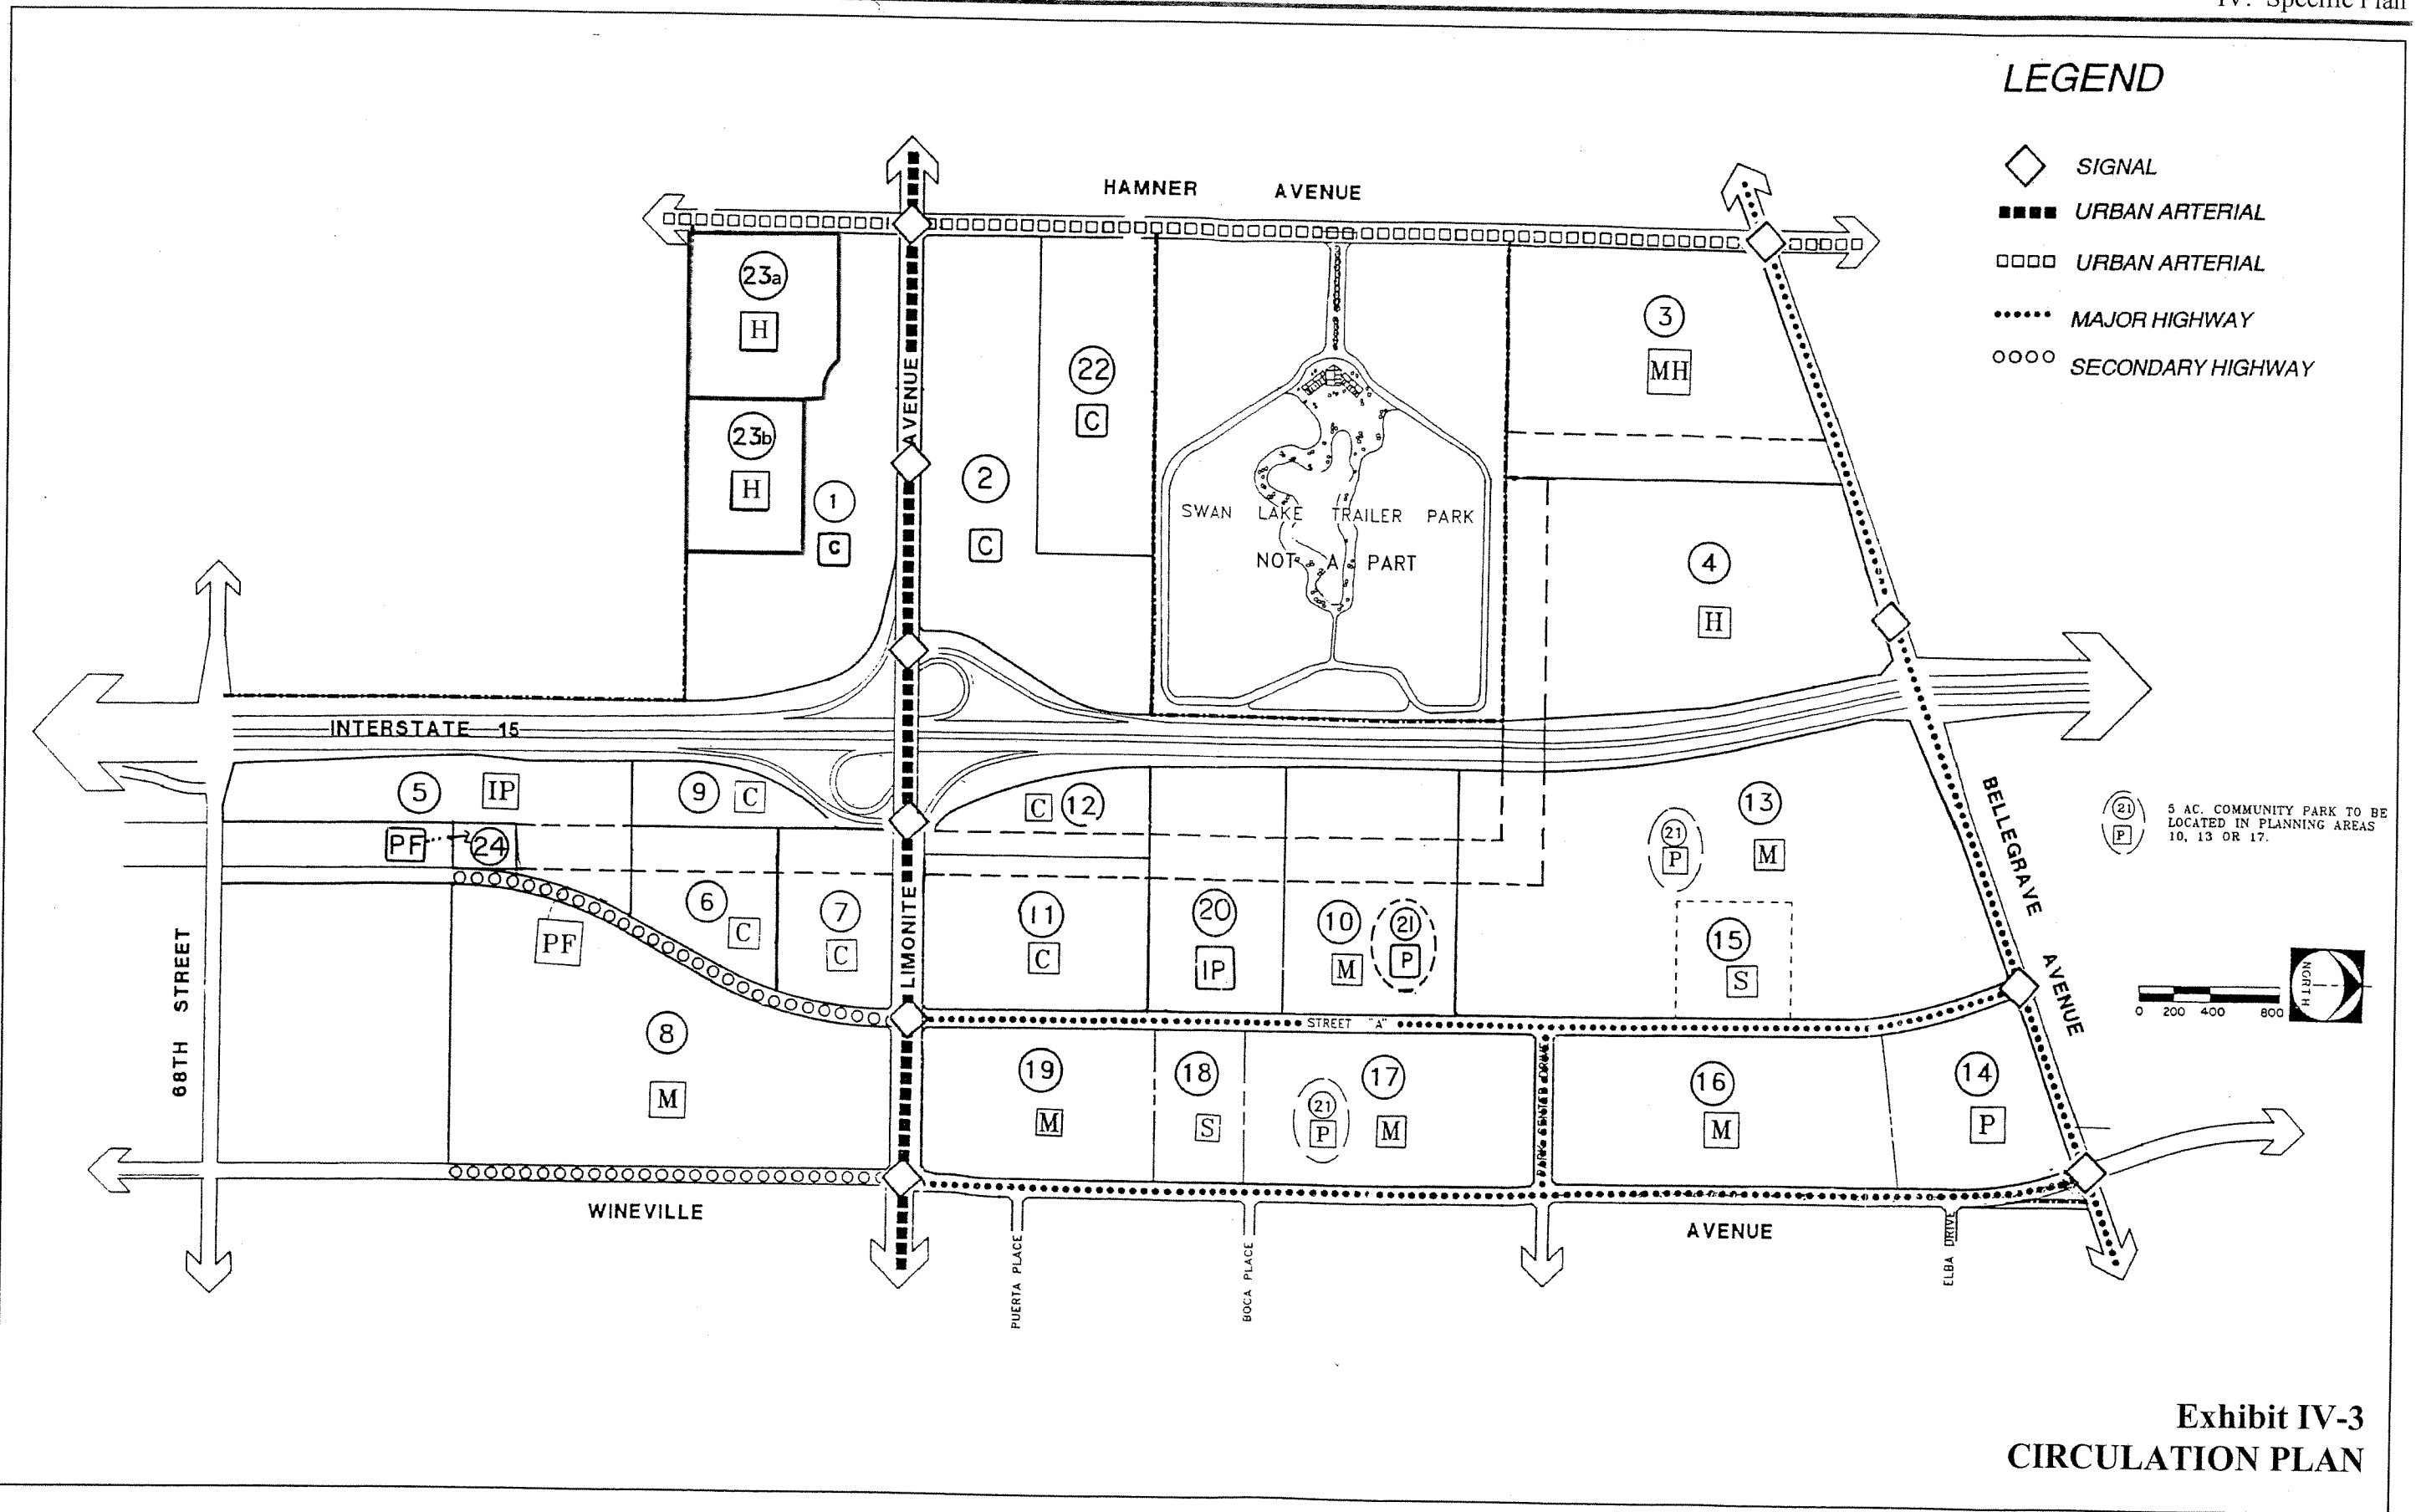 IV. Specific Plan
LEGEND
SIGNAL
URBAN ARTERIAL
URBAN ARTERIAL
MAJOR HIGHWAY
SECONDARY HIGHWAY
HAMNER AVENUE
23a
H
23b
H
1
C
AVENUE
2
C
22
C
3
MH
SWAN LAKE TRAILER PARK
NOT A PART
4
H
INTERSTATE 15
5
IP
9
C
C
12
13
M
21
P
BELLEGRAVE AVENUE
21
P
5 AC. COMMUNITY PARK TO BE
LOCATED IN PLANNING AREAS
10, 13 OR 17.
PF
24
PF
6
C
7
C
LIMONITE
11
C
20
IP
10
M
21
P
15
S
NORTH
0 200 400 800
68TH STREET
8
M
STREET "A"
19
M
18
S
21
P
17
M
PARK CENTER DRIVE
16
M
14
P
WINEVILLE
AVENUE
PUERTA PLACE
BOCA PLACE
ELBA DRIVE
Exhibit IV-3
CIRCULATION PLAN